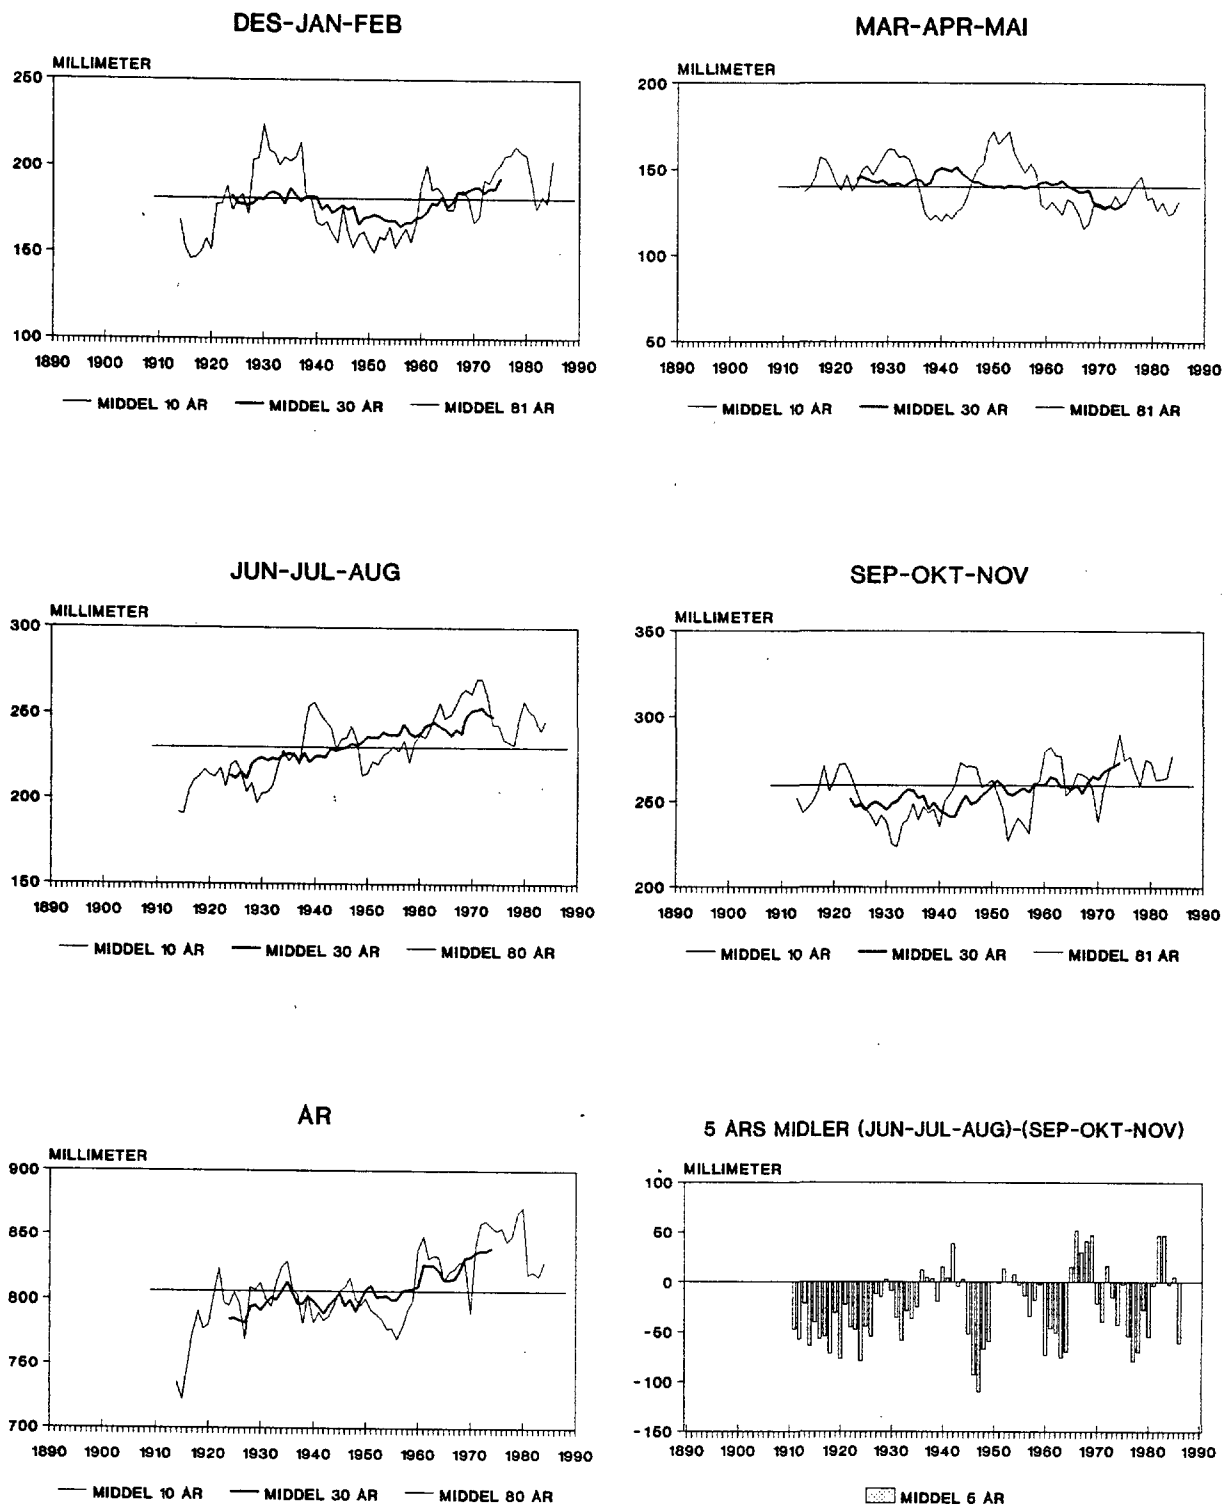 DES-JAN-FEB
MILLIMETER
250
200
150
100
1890 1900 1910 1920 1930 1940 1950 1960 1970 1980 1990
MIDDEL 10 ÅR MIDDEL 30 ÅR MIDDEL 81 ÅR
MAR-APR-MAI
MILLIMETER
200
150
100
50
1890 1900 1910 1920 1930 1940 1950 1960 1970 1980 1990
MIDDEL 10 ÅR MIDDEL 30 ÅR MIDDEL 81 ÅR
JUN-JUL-AUG
MILLIMETER
300
250
200
150
1890 1900 1910 1920 1930 1940 1950 1960 1970 1980 1990
MIDDEL 10 ÅR MIDDEL 30 ÅR MIDDEL 80 ÅR
SEP-OKT-NOV
MILLIMETER
350
300
250
200
1890 1900 1910 1920 1930 1940 1950 1960 1970 1980 1990
MIDDEL 10 ÅR MIDDEL 30 ÅR MIDDEL 81 ÅR
ÅR
MILLIMETER
900
850
800
750
700
1890 1900 1910 1920 1930 1940 1950 1960 1970 1980 1990
MIDDEL 10 ÅR MIDDEL 30 ÅR MIDDEL 80 ÅR
5 ÅRS MIDLER (JUN-JUL-AUG)-(SEP-OKT-NOV)
MILLIMETER
100
50
0
-50
-100
-150
1890 1900 1910 1920 1930 1940 1950 1960 1970 1980 1990
MIDDEL 5 ÅR